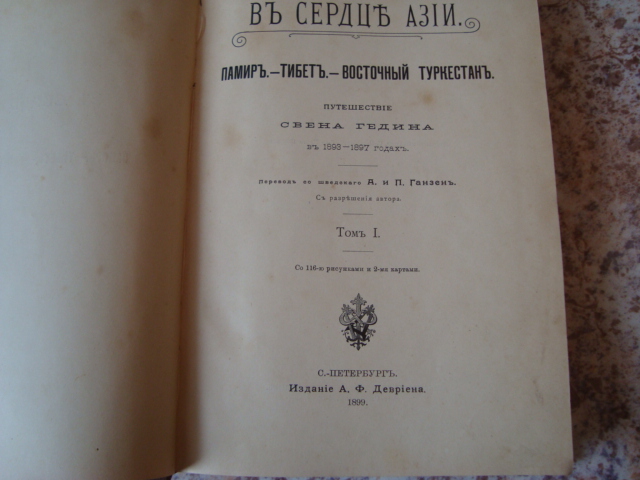 ВЪ СЕРДЦѢ АЗІИ.
ПАМИРЪ.—ТИБЕТЪ.—ВОСТОЧНЫЙ ТУРКЕСТАНЪ.
ПУТЕШЕСТВІЕ
СВЕНА ГЕДИНА
въ 1893—1897 годахъ.
Переводъ со шведскаго А. и П. Ганзенъ.
Съ разрѣшенія автора.
Томъ I.
Со 116-ю рисунками и 2-мя картами.
С.-ПЕТЕРБУРГЪ.
Изданіе А. Ф. Девріена.
1899.